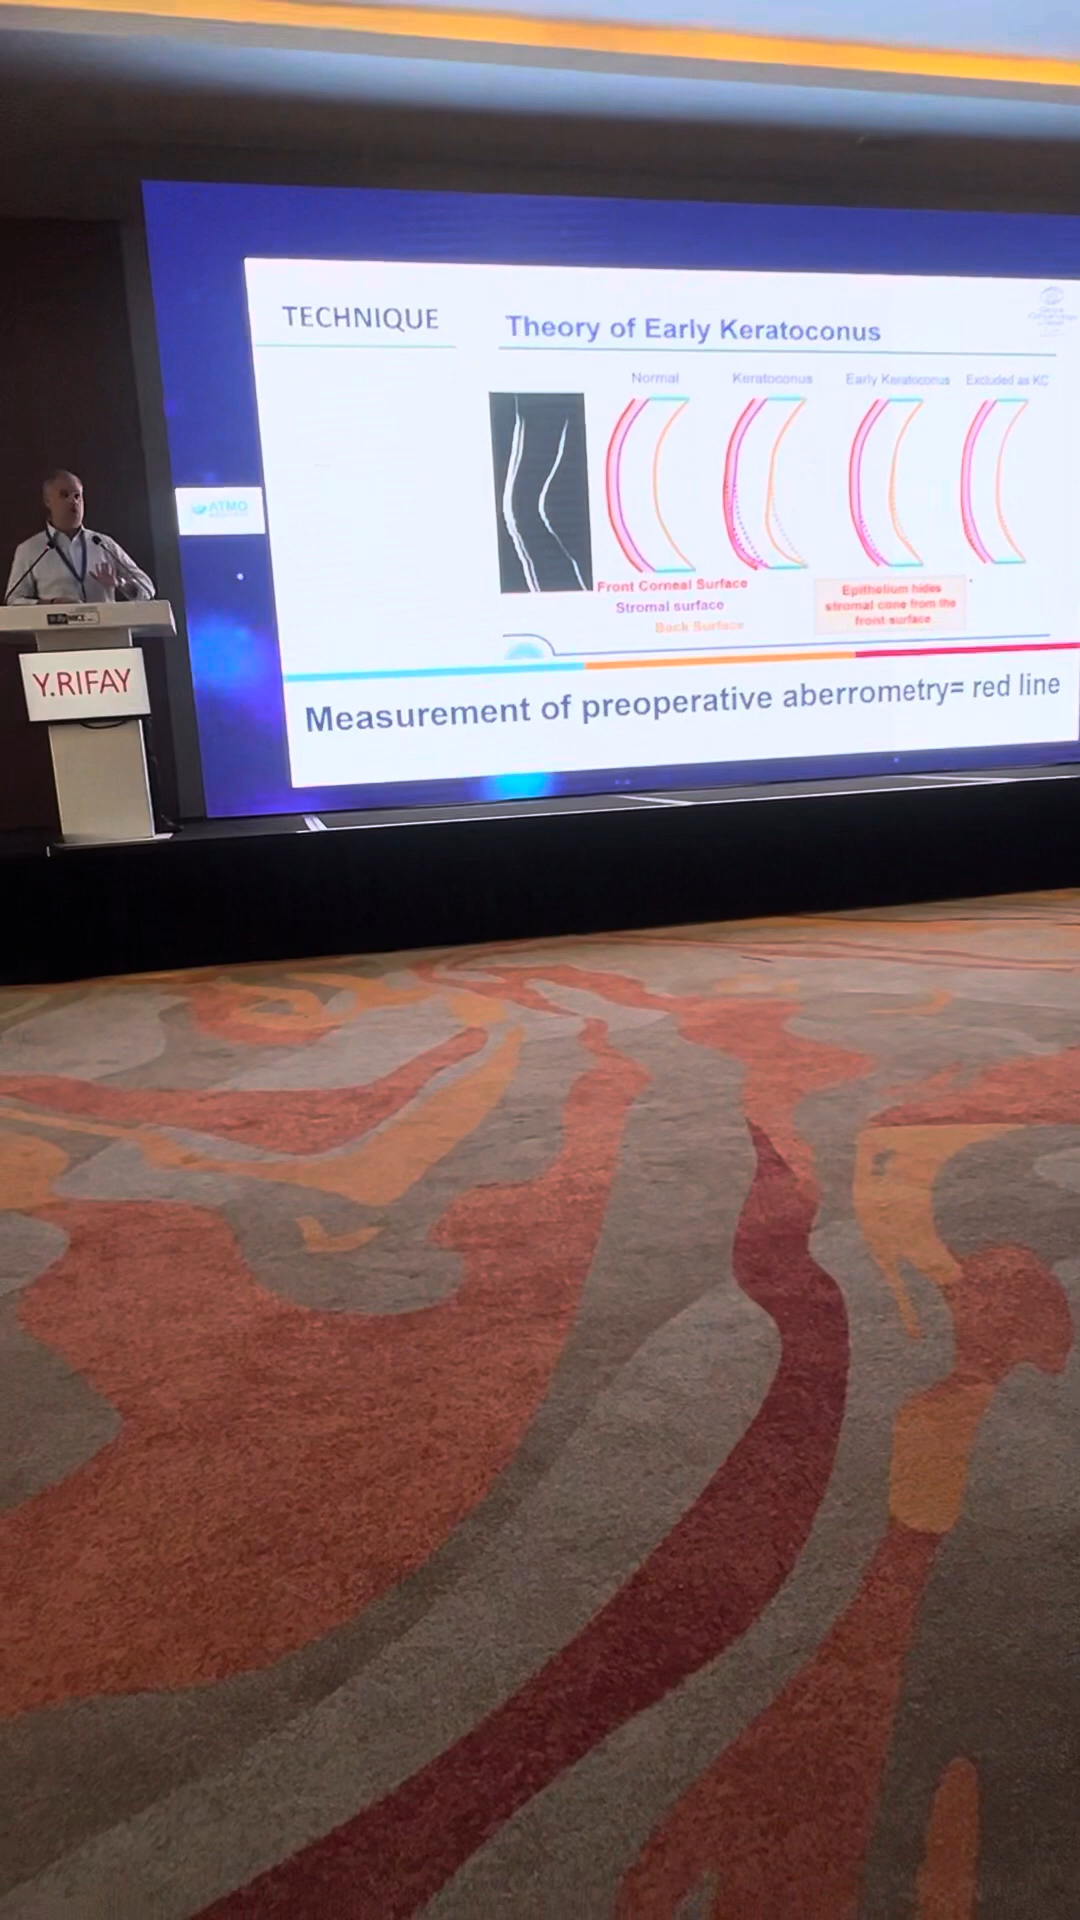 TECHNIQUE
Theory of Early Keratoconus
Normal
Keratoconus
Early Keratoconus
Excluded as KC
Front Corneal Surface
Stromal surface
Back Surface
Epithelium hides
stromal cone from the
front surface
Measurement of preoperative aberrometry= red line
ATMO
Y.RIFAY